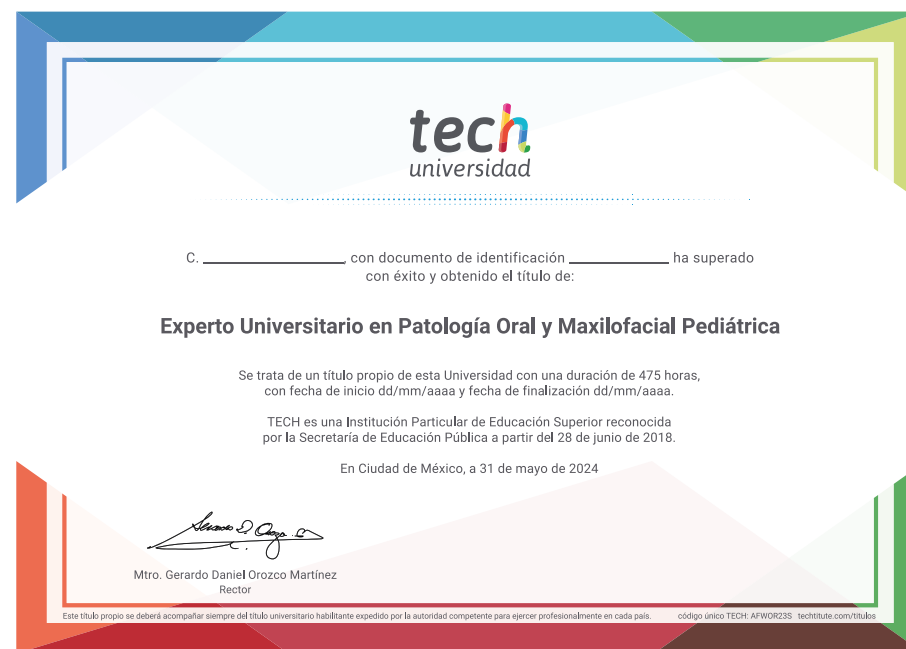 tech
universidad
C. ____________________, con documento de identificación ______________ ha superado
con éxito y obtenido el título de:
Experto Universitario en Patología Oral y Maxilofacial Pediátrica
Se trata de un título propio de esta Universidad con una duración de 475 horas,
con fecha de inicio dd/mm/aaaa y fecha de finalización dd/mm/aaaa.
TECH es una Institución Particular de Educación Superior reconocida
por la Secretaría de Educación Pública a partir del 28 de junio de 2018.
En Ciudad de México, a 31 de mayo de 2024
Mtro. Gerardo Daniel Orozco Martínez
Rector
Este título propio se deberá acompañar siempre del título universitario habilitante expedido por la autoridad competente para ejercer profesionalmente en cada país. código único TECH: AFWOR23S techtitute.com/titulos